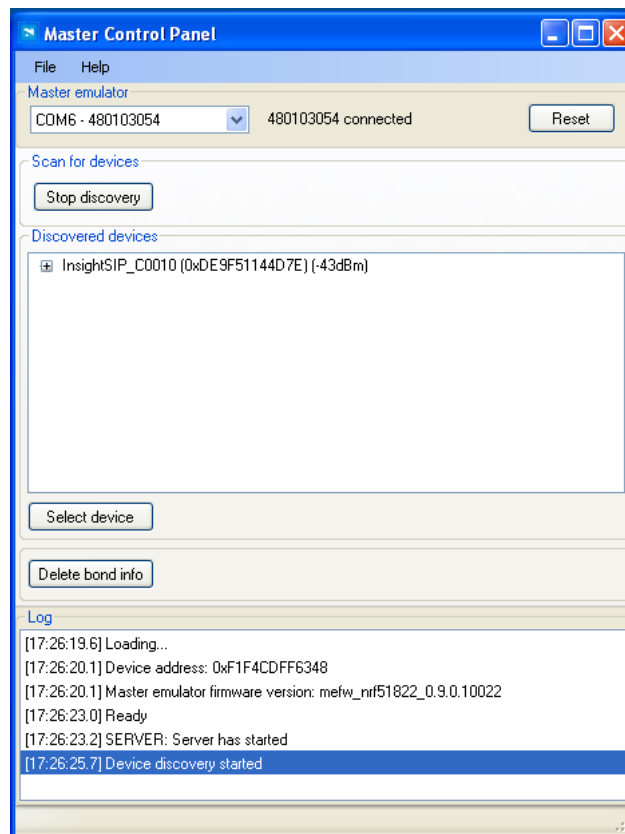 Master Control Panel
File Help
Master emulator
COM6 - 480103054 480103054 connected Reset
Scan for devices
Stop discovery
Discovered devices
InsightSIP_C0010 (0xDE9F51144D7E) (-43dBm)
Select device
Delete bond info
Log
[17:26:19.6] Loading...
[17:26:20.1] Device address: 0xF1F4CDFF6348
[17:26:20.1] Master emulator firmware version: mefw_nrf51822_0.9.0.10022
[17:26:23.0] Ready
[17:26:23.2] SERVER: Server has started
[17:26:25.7] Device discovery started